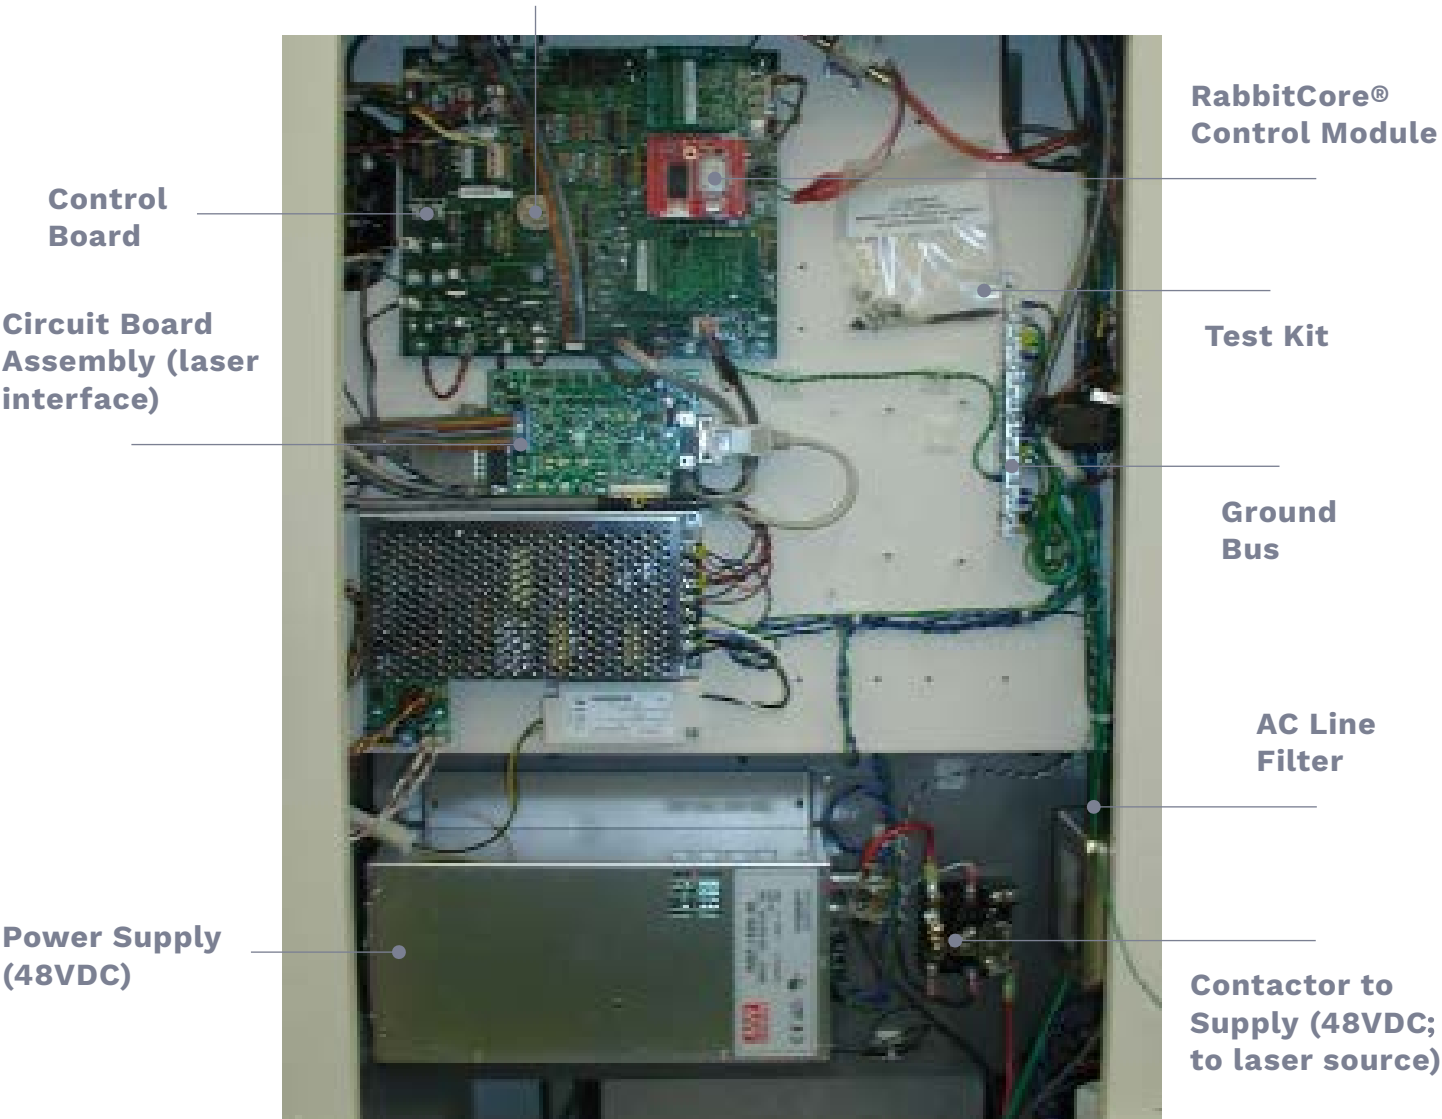 RabbitCore®
Control Module
Control
Board
Circuit Board
Assembly (laser
interface)
Test Kit
Ground
Bus
AC Line
Filter
Power Supply
(48VDC)
Contactor to
Supply (48VDC;
to laser source)